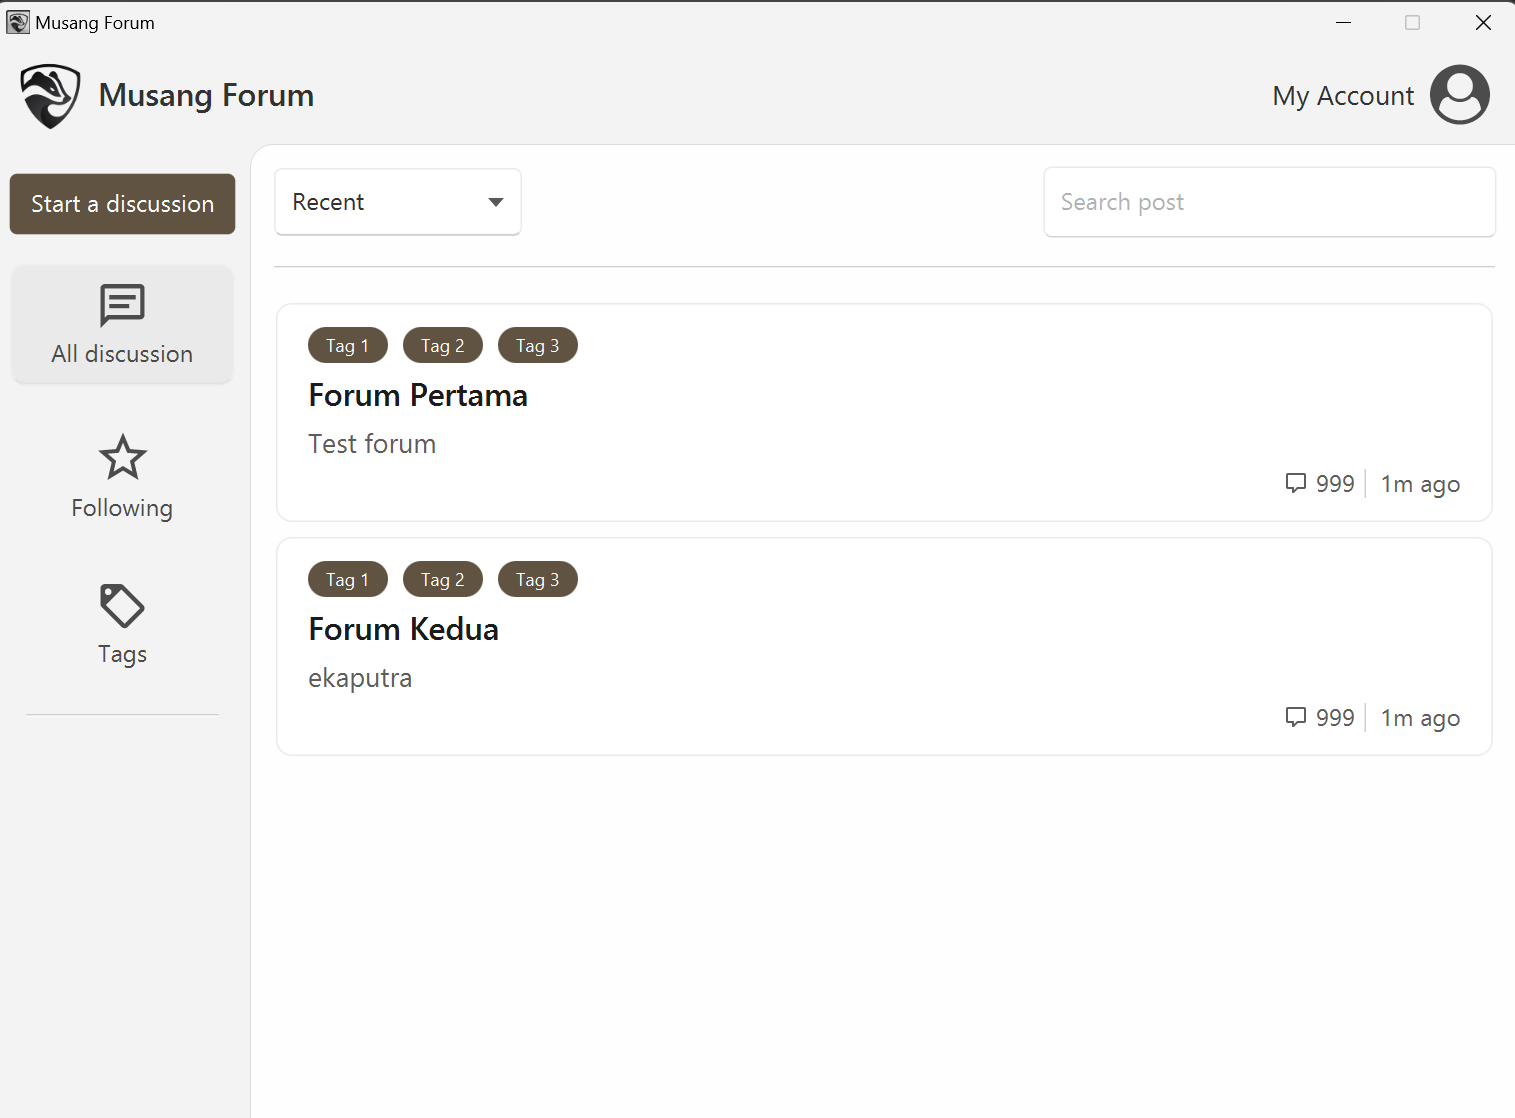 Musang Forum
Musang Forum
My Account
Start a discussion
All discussion
Following
Tags
Recent
Search post
Tag 1 Tag 2 Tag 3
Forum Pertama
Test forum
999 1m ago
Tag 1 Tag 2 Tag 3
Forum Kedua
ekaputra
999 1m ago